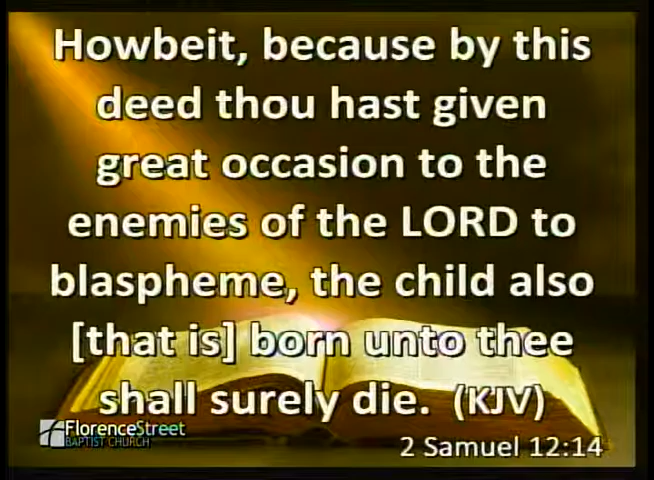 Howbeit, because by this
deed thou hast given
great occasion to the
enemies of the LORD to
blaspheme, the child also
[that is] born unto thee
shall surely die. (KJV)
FlorenceStreet
BAPTIST CHURCH
2 Samuel 12:14